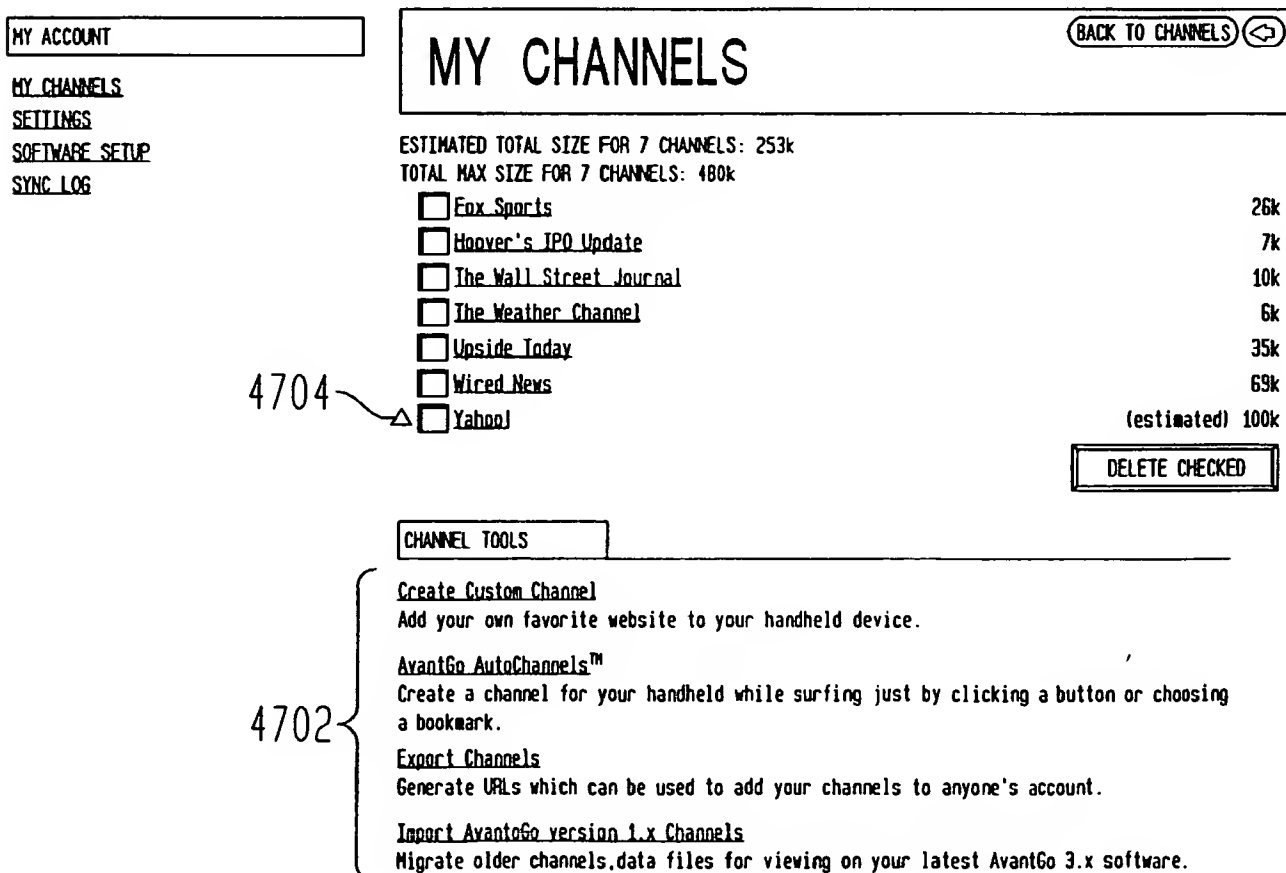 MY ACCOUNT
MY CHANNELS
SETTINGS
SOFTWARE SETUP
SYNC LOG
MY CHANNELS
BACK TO CHANNELS
ESTIMATED TOTAL SIZE FOR 7 CHANNELS: 253k
TOTAL MAX SIZE FOR 7 CHANNELS: 480k
Fox Sports 26k
Hoover's IPO Update 7k
The Wall Street Journal 10k
The Weather Channel 6k
Upside Today 35k
Wired News 69k
4704
Yahoo! (estimated) 100k
DELETE CHECKED
CHANNEL TOOLS
Create Custom Channel
Add your own favorite website to your handheld device.
AvantGo AutoChannels™
Create a channel for your handheld while surfing just by clicking a button or choosing
a bookmark.
4702
Export Channels
Generate URLs which can be used to add your channels to anyone's account.
Import AvantoGo version 1.x Channels
Migrate older channels,data files for viewing on your latest AvantGo 3.x software.